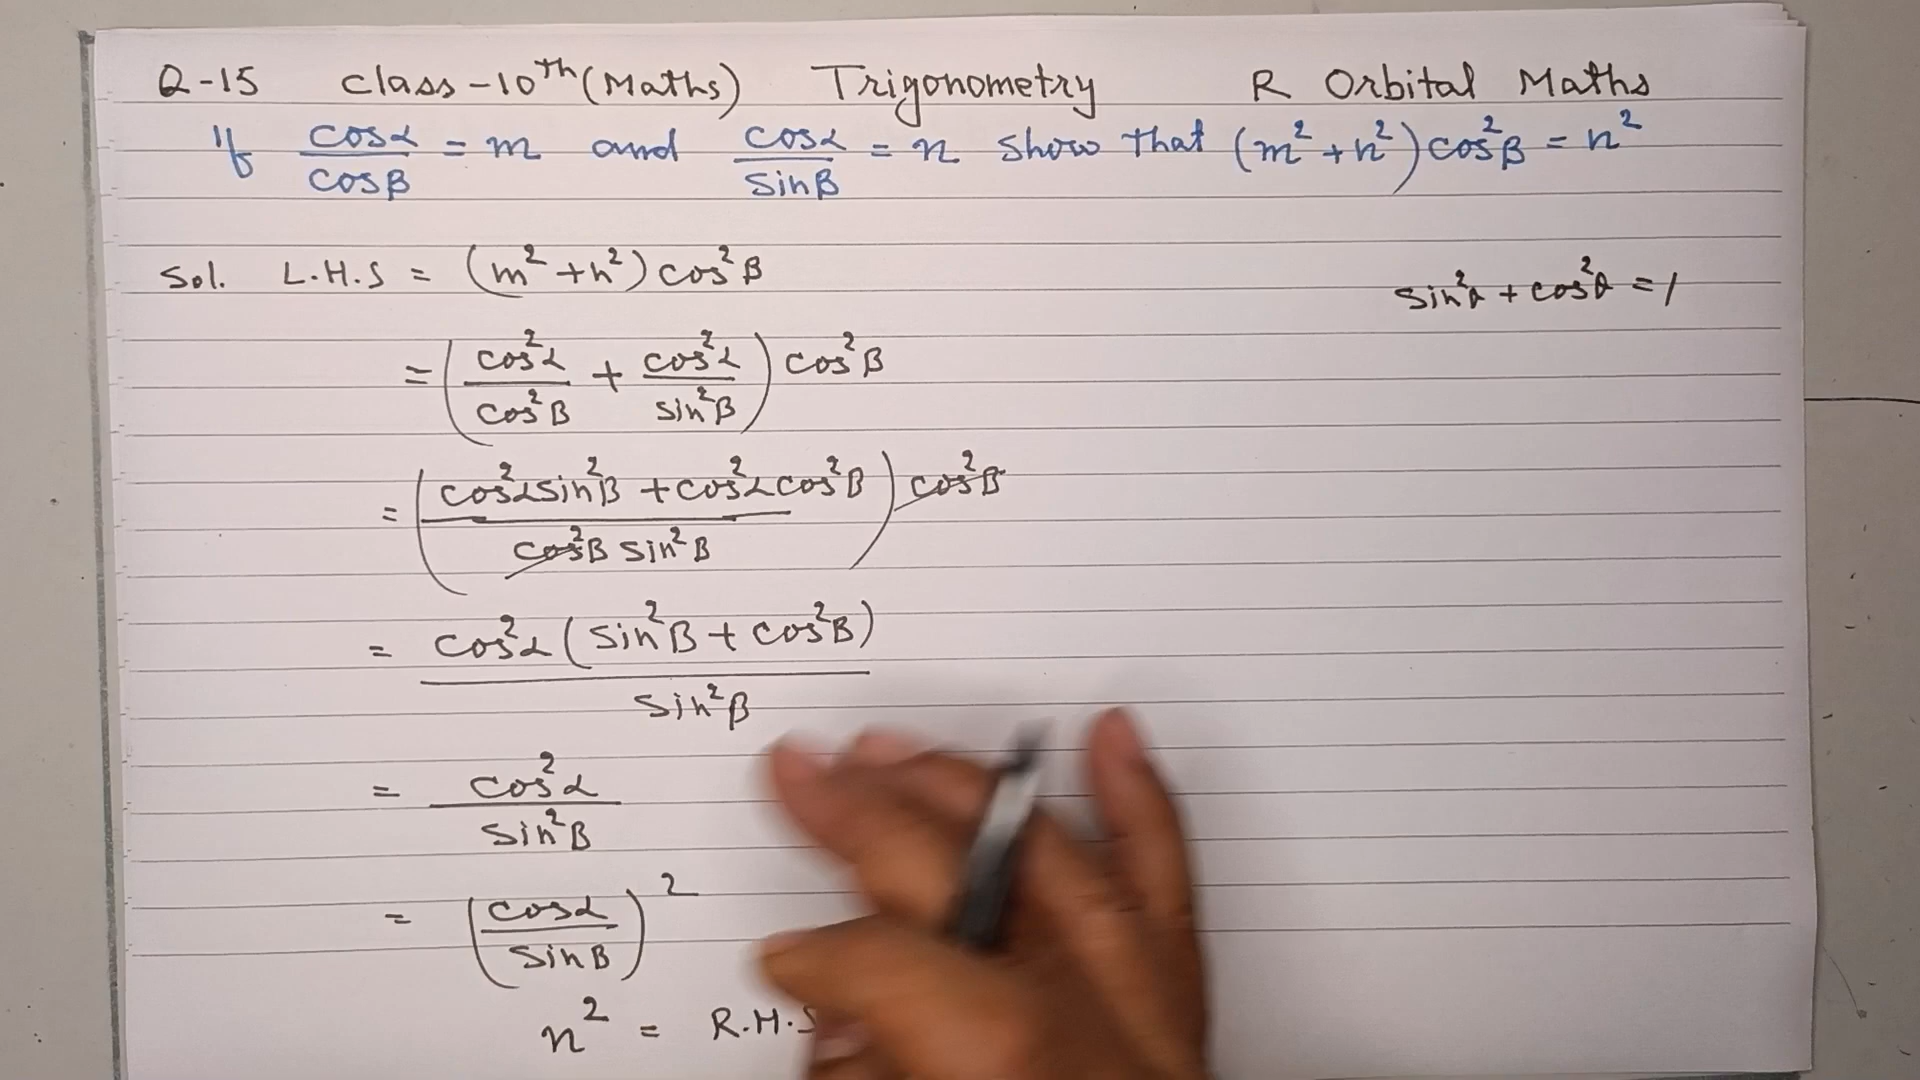 Q-15 Class-10th (Maths) Trigonometry R Orbital Maths
If cosα/cosβ = m and cosα/sinβ = n show that (m² + n²) cos²β = n²
Sol. L.H.S = (m² + n²) cos²β
sin²θ + cos²θ = 1
= (cos²α/cos²β + cos²α/sin²β) cos²β
= ((cos²α sin²β + cos²α cos²β)/(cos²β sin²β)) cos²β
= cos²α (sin²β + cos²β)/sin²β
= cos²α/sin²β
= (cosα/sinβ)²
n² = R.H.S